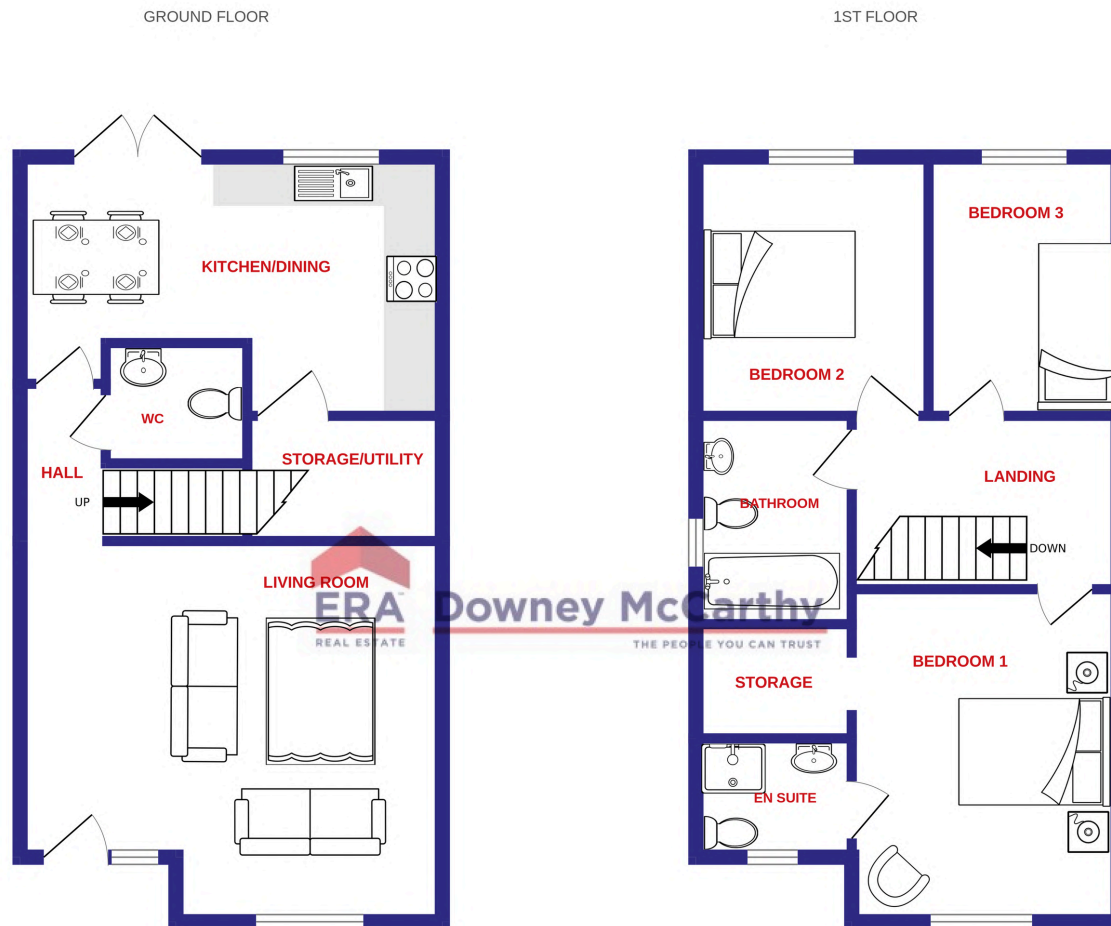 GROUND FLOOR
1ST FLOOR
KITCHEN/DINING
WC
HALL
STORAGE/UTILITY
UP
LIVING ROOM
BEDROOM 3
BEDROOM 2
LANDING
BATHROOM
DOWN
BEDROOM 1
STORAGE
EN SUITE
ERA™ Downey McCarthy
REAL ESTATE THE PEOPLE YOU CAN TRUST